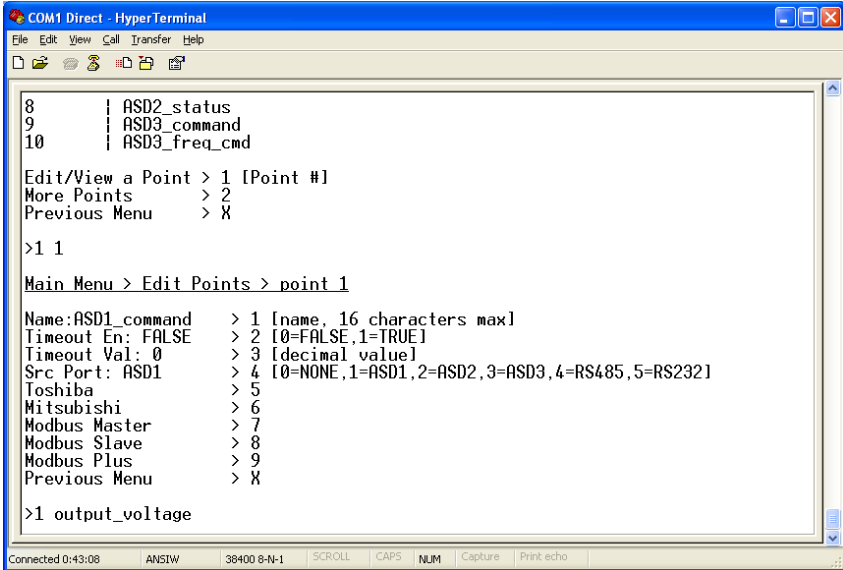 COM1 Direct - HyperTerminal
File Edit View Call Transfer Help
8 | ASD2_status
9 | ASD3_command
10 | ASD3_freq_cmd
Edit/View a Point > 1 [Point #]
More Points > 2
Previous Menu > X
>1 1
Main Menu > Edit Points > point 1
Name:ASD1_command > 1 [name, 16 characters max]
Timeout En: FALSE > 2 [0=FALSE,1=TRUE]
Timeout Val: 0 > 3 [decimal value]
Src Port: ASD1 > 4 [0=NONE,1=ASD1,2=ASD2,3=ASD3,4=RS485,5=RS232]
Toshiba > 5
Mitsubishi > 6
Modbus Master > 7
Modbus Slave > 8
Modbus Plus > 9
Previous Menu > X
>1 output_voltage
Connected 0:43:08 ANSIW 38400 8-N-1 SCROLL CAPS NUM Capture Print echo